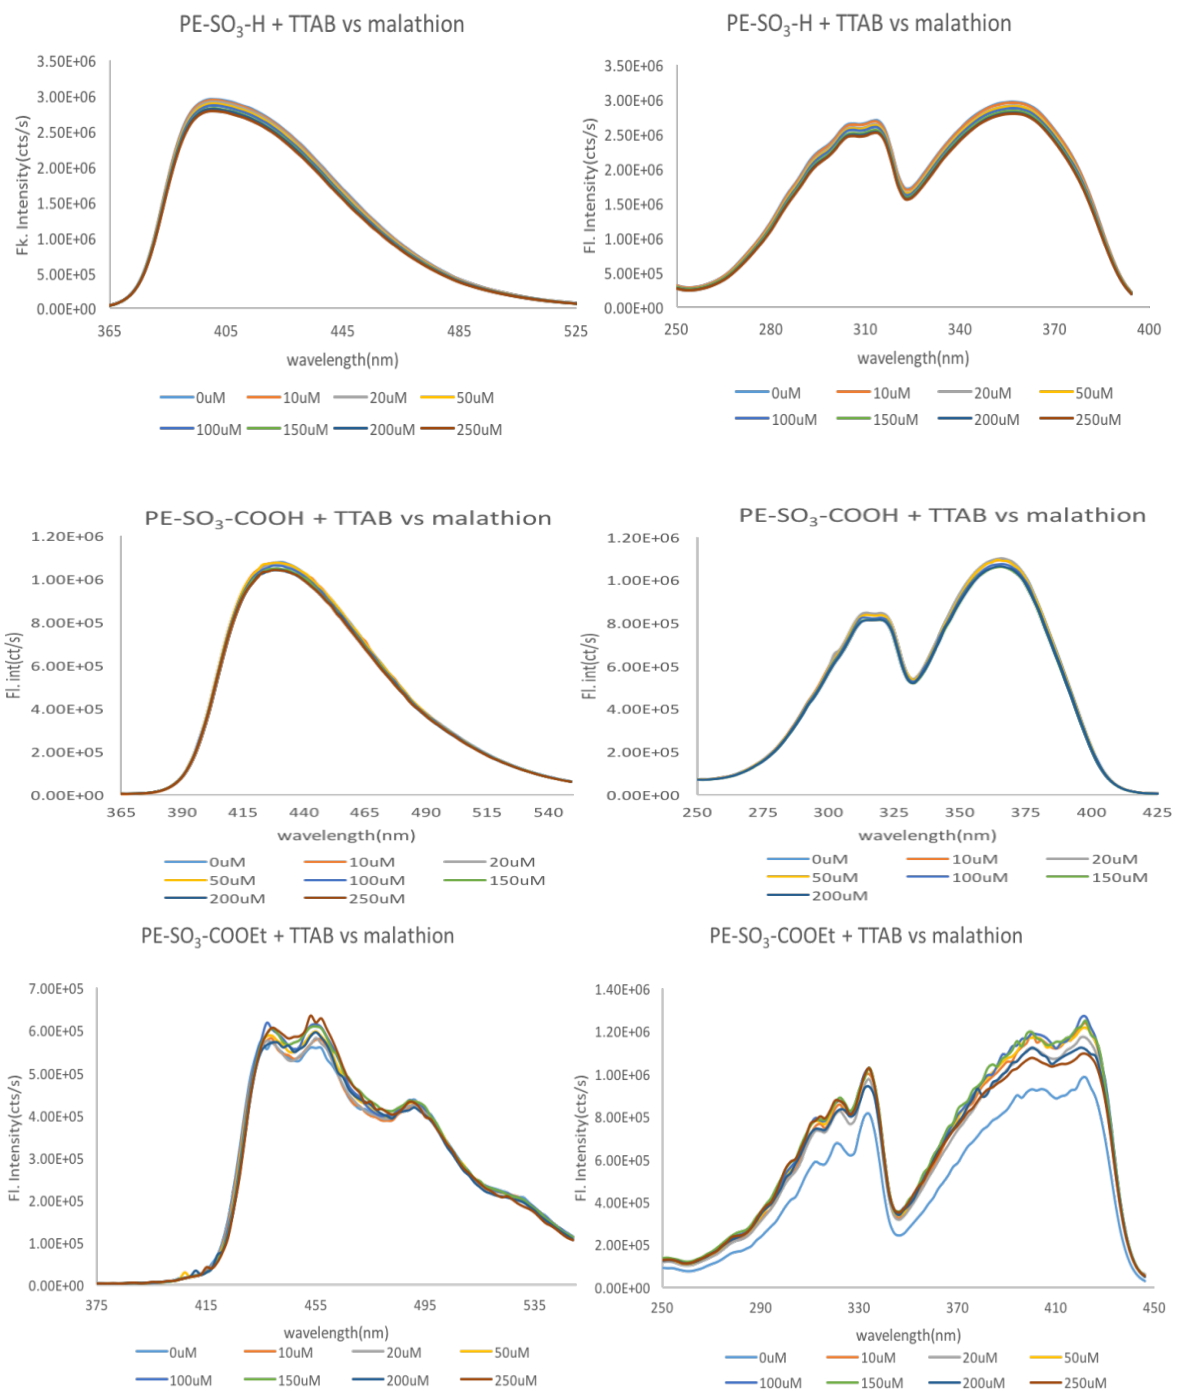 PE-SO₃-H + TTAB vs malathion
3.50E+06
3.00E+06
2.50E+06
2.00E+06
1.50E+06
1.00E+06
5.00E+05
0.00E+00
Fk. Intensity(cts/s)
365 405 445 485 525
wavelength(nm)
0uM 10uM 20uM 50uM
100uM 150uM 200uM 250uM
PE-SO₃-H + TTAB vs malathion
3.50E+06
3.00E+06
2.50E+06
2.00E+06
1.50E+06
1.00E+06
5.00E+05
0.00E+00
Fl. Intensity(cts/s)
250 280 310 340 370 400
wavelength(nm)
0uM 10uM 20uM 50uM
100uM 150uM 200uM 250uM
PE-SO₃-COOH + TTAB vs malathion
1.20E+06
1.00E+06
8.00E+05
6.00E+05
4.00E+05
2.00E+05
0.00E+00
Fl. int(ct/s)
365 390 415 440 465 490 515 540
wavelength(nm)
0uM 10uM 20uM
50uM 100uM 150uM
200uM 250uM
PE-SO₃-COOH + TTAB vs malathion
1.20E+06
1.00E+06
8.00E+05
6.00E+05
4.00E+05
2.00E+05
0.00E+00
Fl. int(ct/s)
250 275 300 325 350 375 400 425
wavelength(nm)
0uM 10uM 20uM
50uM 100uM 150uM
200uM
PE-SO₃-COOEt + TTAB vs malathion
7.00E+05
6.00E+05
5.00E+05
4.00E+05
3.00E+05
2.00E+05
1.00E+05
0.00E+00
Fl. Intensity(cts/s)
375 415 455 495 535
wavelength(nm)
0uM 10uM 20uM 50uM
100uM 150uM 200uM 250uM
PE-SO₃-COOEt + TTAB vs malathion
1.40E+06
1.20E+06
1.00E+06
8.00E+05
6.00E+05
4.00E+05
2.00E+05
0.00E+00
Fl. Intensity(cts/s)
250 290 330 370 410 450
wavelength(nm)
0uM 10uM 20uM 50uM
100uM 150uM 200uM 250uM